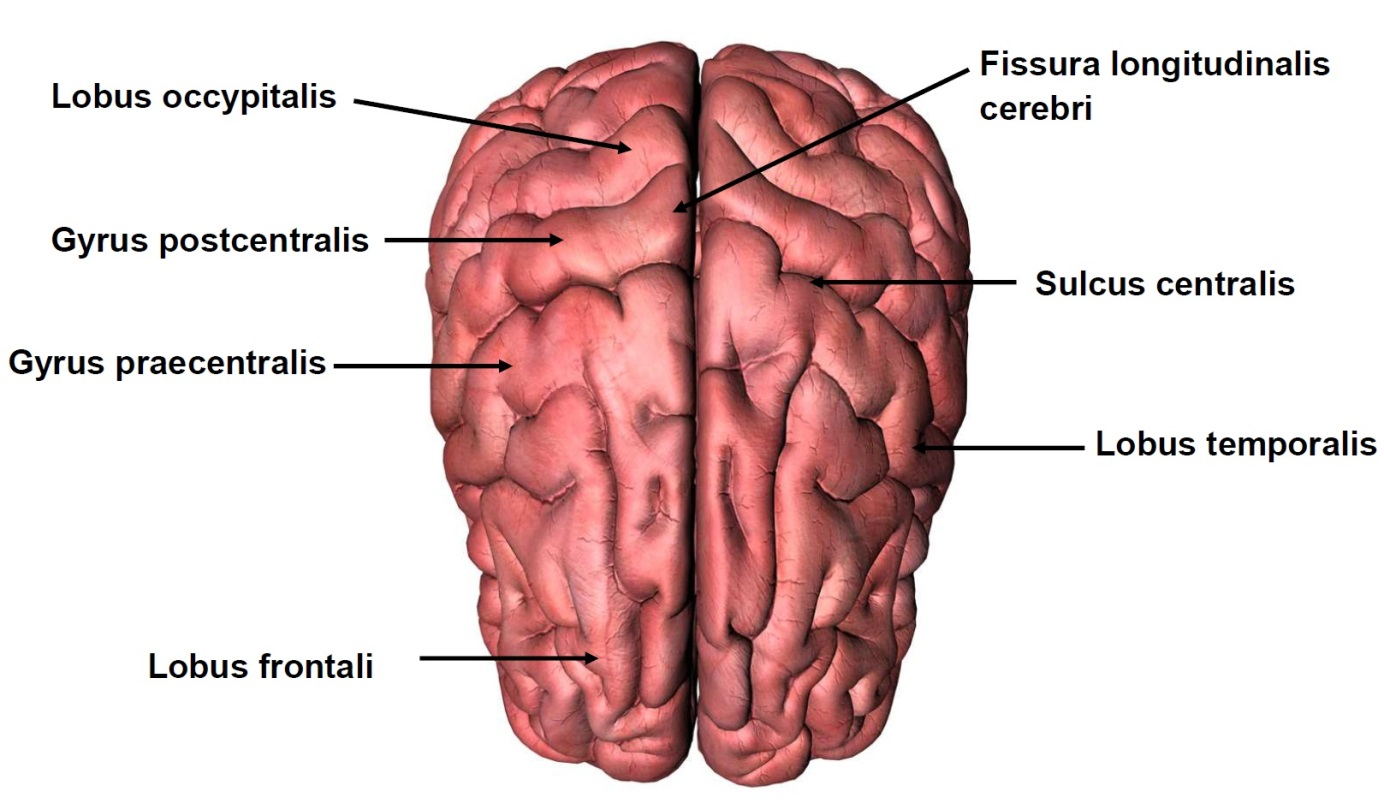 Lobus occypitalis
Fissura longitudinalis
cerebri
Gyrus postcentralis
Sulcus centralis
Gyrus praecentralis
Lobus temporalis
Lobus frontali